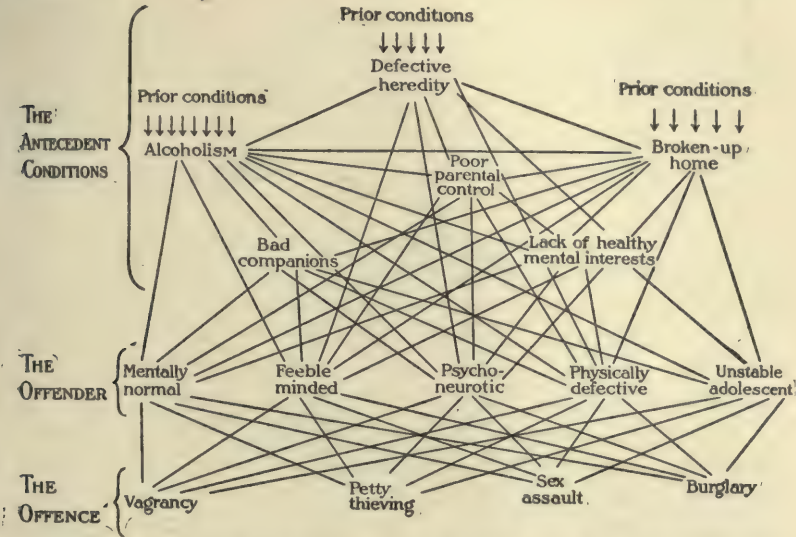 Prior conditions
Defective
heredity
Prior conditions
Prior conditions
THE
ANTECEDENT
CONDITIONS
Alcoholism
Poor
parental
control
Broken-up
home
Bad
companions
Lack of healthy
mental interests
THE
OFFENDER
Mentally
normal
Feeble
minded
Psycho-
neurotic
Physically
defective
Unstable
adolescent
THE
OFFENCE
Vagrancy
Petty
thieving
Sex
assault
Burglary